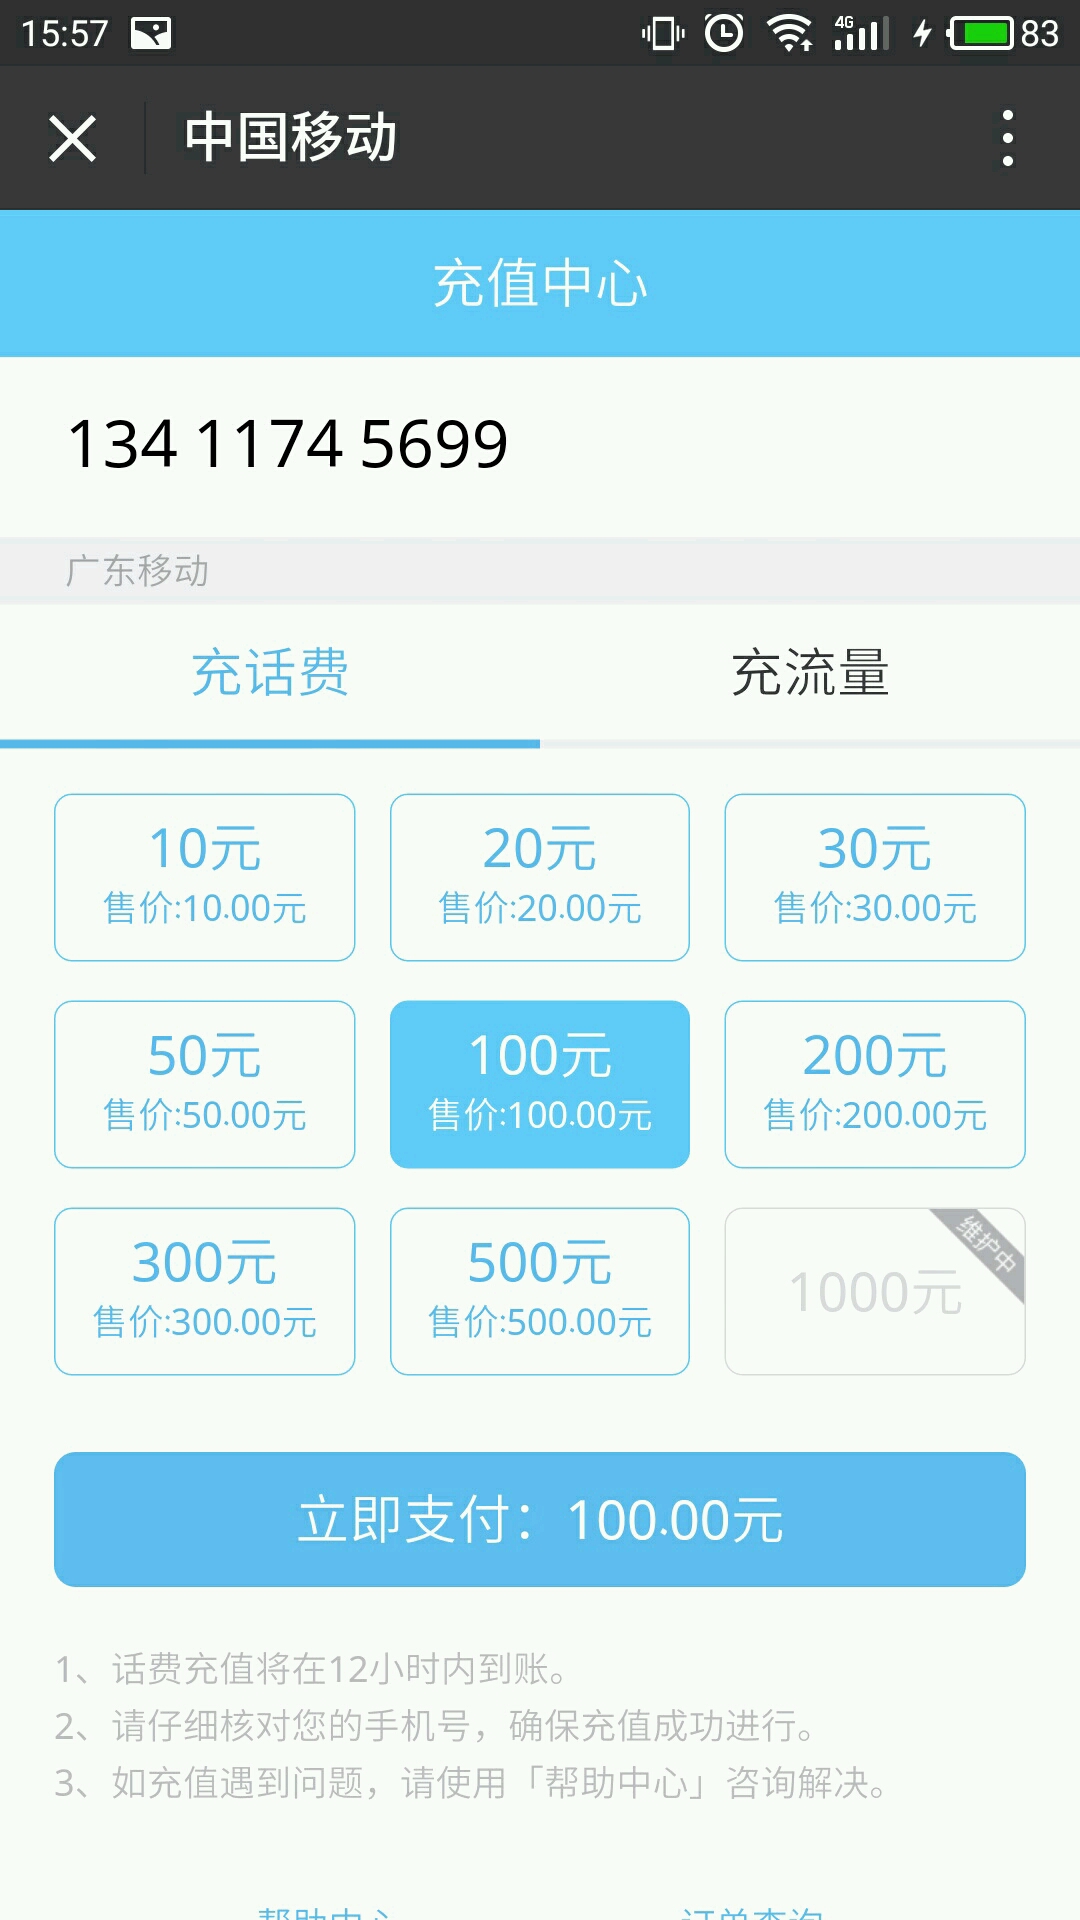 15:57 4G 83
中国移动
充值中心
134 1174 5699
广东移动
充话费 充流量
10元 20元 30元
售价:10.00元 售价:20.00元 售价:30.00元
50元 100元 200元
售价:50.00元 售价:100.00元 售价:200.00元
维护中
300元 500元 1000元
售价:300.00元 售价:500.00元
立即支付：100.00元
1、话费充值将在12小时内到账。
2、请仔细核对您的手机号，确保充值成功进行。
3、如充值遇到问题，请使用「帮助中心」咨询解决。
帮助中心 订单查询